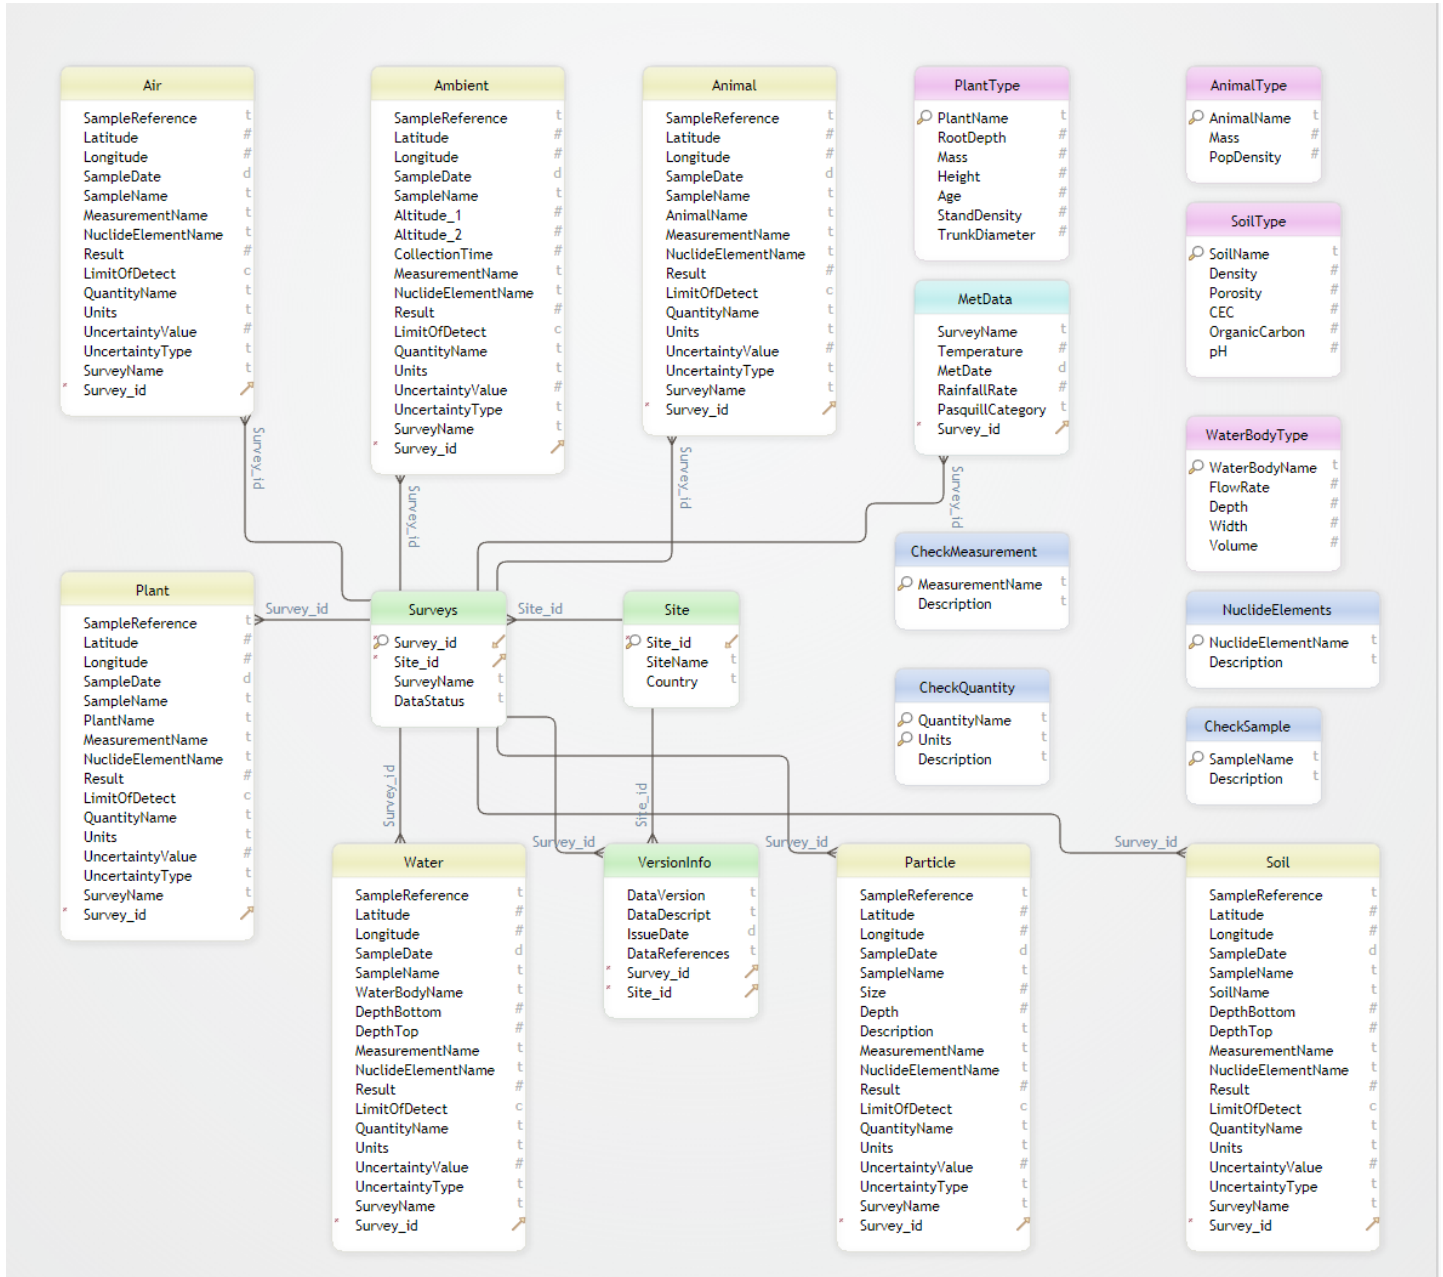 Air
SampleReference t
Latitude #
Longitude #
SampleDate d
SampleName t
MeasurementName t
NuclideElementName t
Result #
LimitOfDetect c
QuantityName t
Units t
UncertaintyValue #
UncertaintyType t
SurveyName t
Survey_id
Ambient
SampleReference t
Latitude #
Longitude #
SampleDate d
SampleName t
Altitude_1 #
Altitude_2 #
CollectionTime #
MeasurementName t
NuclideElementName t
Result #
LimitOfDetect c
QuantityName t
Units t
UncertaintyValue #
UncertaintyType t
SurveyName t
Survey_id
Animal
SampleReference t
Latitude #
Longitude #
SampleDate d
SampleName t
AnimalName t
MeasurementName t
NuclideElementName t
Result #
LimitOfDetect c
QuantityName t
Units t
UncertaintyValue #
UncertaintyType t
SurveyName t
Survey_id
PlantType
PlantName t
RootDepth #
Mass #
Height #
Age #
StandDensity #
TrunkDiameter #
AnimalType
AnimalName t
Mass #
PopDensity #
SoilType
SoilName t
Density #
Porosity #
CEC #
OrganicCarbon #
pH #
MetData
SurveyName t
Temperature #
MetDate d
RainfallRate #
PasquillCategory t
Survey_id
WaterBodyType
WaterBodyName t
FlowRate #
Depth #
Width #
Volume #
Survey_id
Survey_id
Survey_id
Survey_id
CheckMeasurement
MeasurementName t
Description t
Plant
SampleReference t
Latitude #
Longitude #
SampleDate d
SampleName t
PlantName t
MeasurementName t
NuclideElementName t
Result #
LimitOfDetect c
QuantityName t
Units t
UncertaintyValue #
UncertaintyType t
SurveyName t
Survey_id
Survey_id
Surveys
Survey_id
Site_id
SurveyName t
DataStatus t
Site_id
Site
Site_id
SiteName t
Country t
NuclideElements
NuclideElementName t
Description t
CheckQuantity
QuantityName t
Units t
Description t
CheckSample
SampleName t
Description t
Survey_id
Site_id
Survey_id
Survey_id
Survey_id
Water
SampleReference t
Latitude #
Longitude #
SampleDate d
SampleName t
WaterBodyName t
DepthBottom #
DepthTop #
MeasurementName t
NuclideElementName t
Result #
LimitOfDetect c
QuantityName t
Units t
UncertaintyValue #
UncertaintyType t
SurveyName t
Survey_id
VersionInfo
DataVersion t
DataDescript t
IssueDate d
DataReferences t
Survey_id
Site_id
Particle
SampleReference t
Latitude #
Longitude #
SampleDate d
SampleName t
Size #
Depth #
Description t
MeasurementName t
NuclideElementName t
Result #
LimitOfDetect c
QuantityName t
Units t
UncertaintyValue #
UncertaintyType t
SurveyName t
Survey_id
Soil
SampleReference t
Latitude #
Longitude #
SampleDate d
SampleName t
SoilName t
DepthBottom #
DepthTop #
MeasurementName t
NuclideElementName t
Result #
LimitOfDetect c
QuantityName t
Units t
UncertaintyValue #
UncertaintyType t
SurveyName t
Survey_id